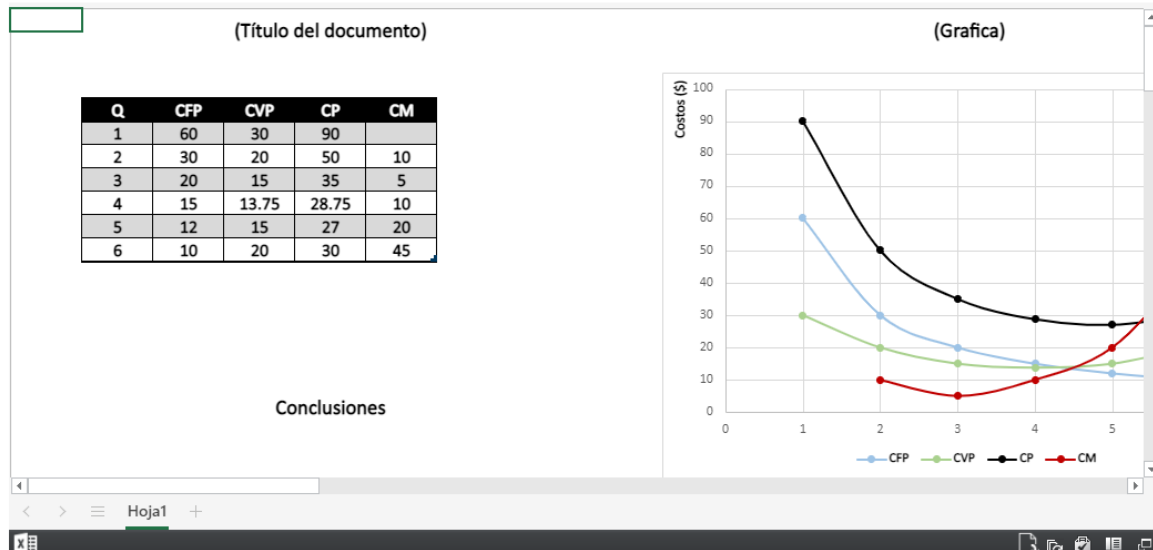 (Título del documento)
(Grafica)
Q CFP CVP CP CM
1 60 30 90
2 30 20 50 10
3 20 15 35 5
4 15 13.75 28.75 10
5 12 15 27 20
6 10 20 30 45
Conclusiones
Costos ($)
100
90
80
70
60
50
40
30
20
10
0
0 1 2 3 4 5
CFP CVP CP CM
Hoja1